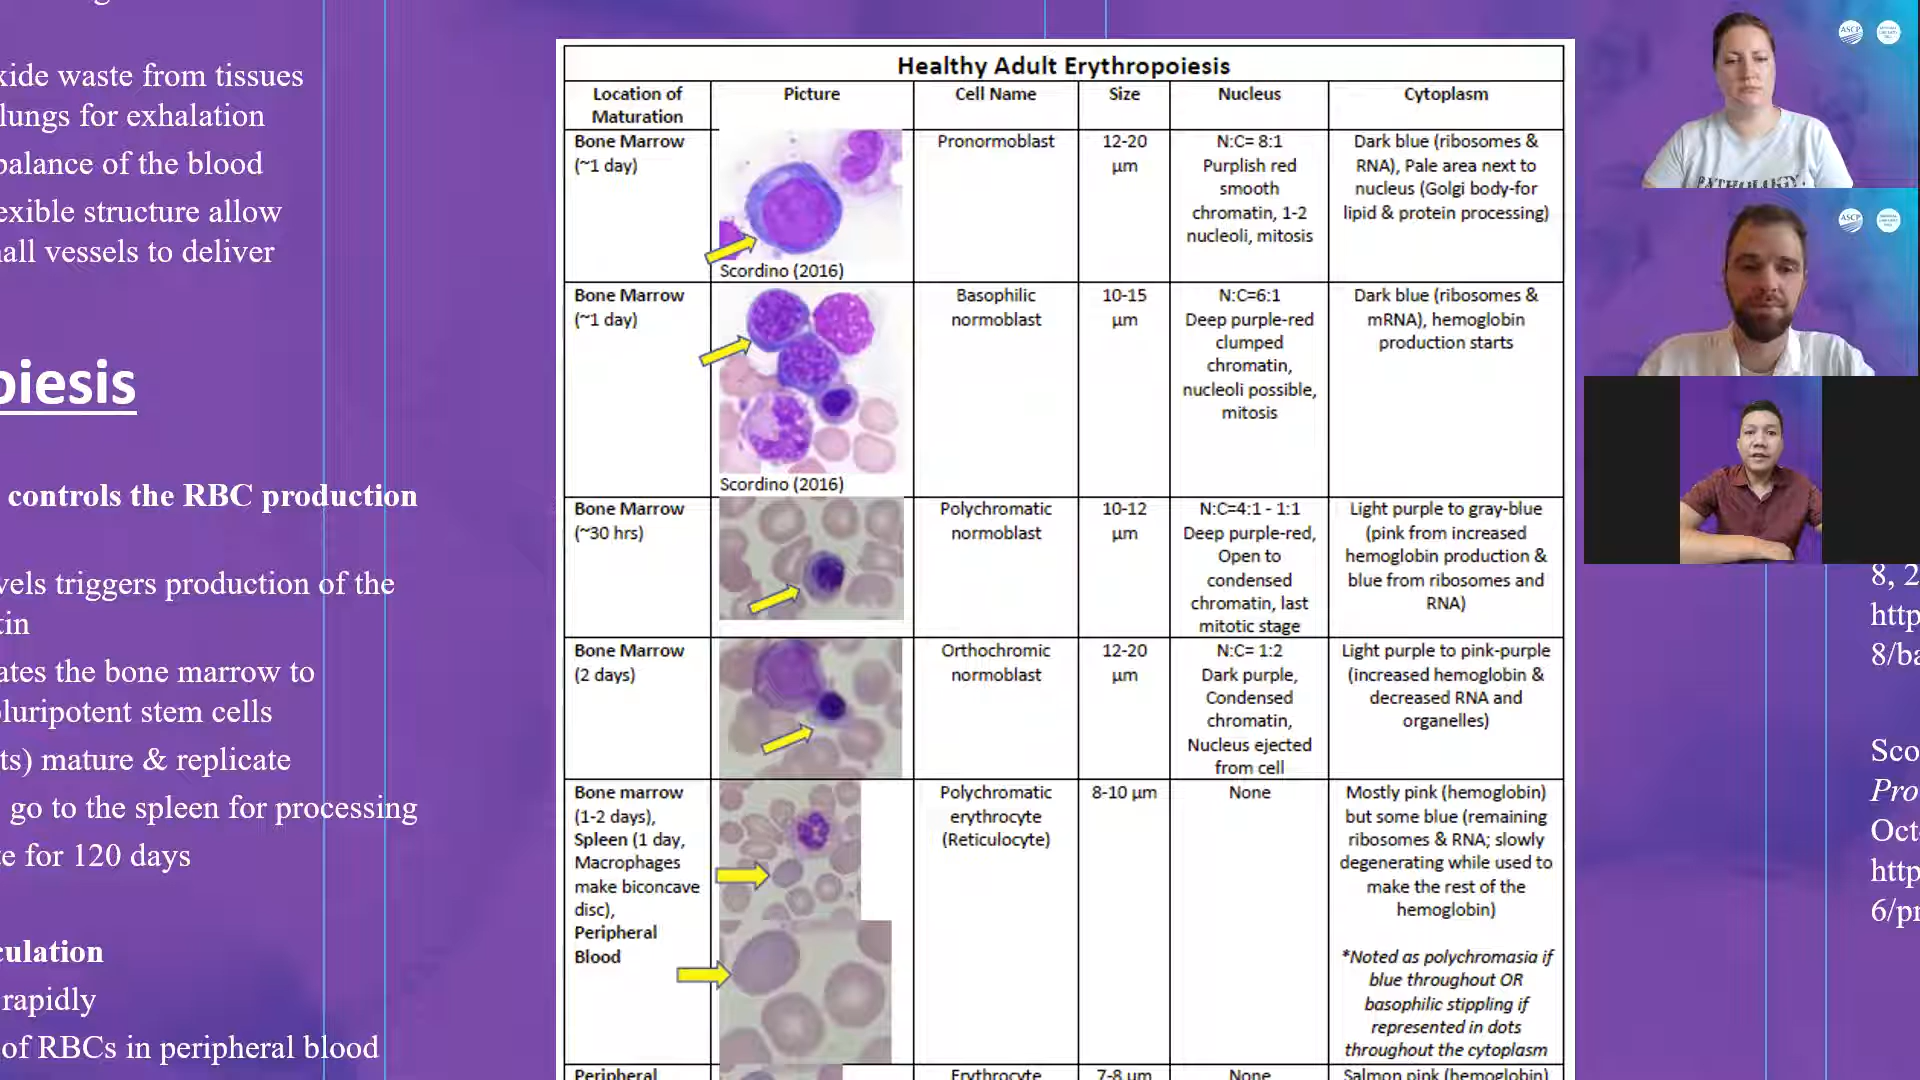 xide waste from tissues
lungs for exhalation
balance of the blood
exible structure allow
all vessels to deliver
oiesis
controls the RBC production
vels triggers production of the
tin
ates the bone marrow to
pluripotent stem cells
ts) mature & replicate
go to the spleen for processing
te for 120 days
culation
rapidly
of RBCs in peripheral blood
Healthy Adult Erythropoiesis
Location of
Maturation
Picture
Cell Name
Size
Nucleus
Cytoplasm
Bone Marrow
(~1 day)
Scordino (2016)
Pronormoblast
12-20
µm
N:C= 8:1
Purplish red
smooth
chromatin, 1-2
nucleoli, mitosis
Dark blue (ribosomes &
RNA), Pale area next to
nucleus (Golgi body-for
lipid & protein processing)
Bone Marrow
(~1 day)
Scordino (2016)
Basophilic
normoblast
10-15
µm
N:C=6:1
Deep purple-red
clumped
chromatin,
nucleoli possible,
mitosis
Dark blue (ribosomes &
mRNA), hemoglobin
production starts
Bone Marrow
(~30 hrs)
Polychromatic
normoblast
10-12
µm
N:C=4:1 - 1:1
Deep purple-red,
Open to
condensed
chromatin, last
mitotic stage
Light purple to gray-blue
(pink from increased
hemoglobin production &
blue from ribosomes and
RNA)
Bone Marrow
(2 days)
Orthochromic
normoblast
12-20
µm
N:C= 1:2
Dark purple,
Condensed
chromatin,
Nucleus ejected
from cell
Light purple to pink-purple
(increased hemoglobin &
decreased RNA and
organelles)
Bone marrow
(1-2 days),
Spleen (1 day,
Macrophages
make biconcave
disc),
Peripheral
Blood
Polychromatic
erythrocyte
(Reticulocyte)
8-10 µm
None
Mostly pink (hemoglobin)
but some blue (remaining
ribosomes & RNA; slowly
degenerating while used to
make the rest of the
hemoglobin)
*Noted as polychromasia if
blue throughout OR
basophilic stippling if
represented in dots
throughout the cytoplasm
Peripheral
Erythrocyte
7-8 µm
None
Salmon pink (hemoglobin)
ASCP
PATHOLOGY
ASCP
8, 2
http
8/ba
Sco
Pro
Oct
http
6/pr